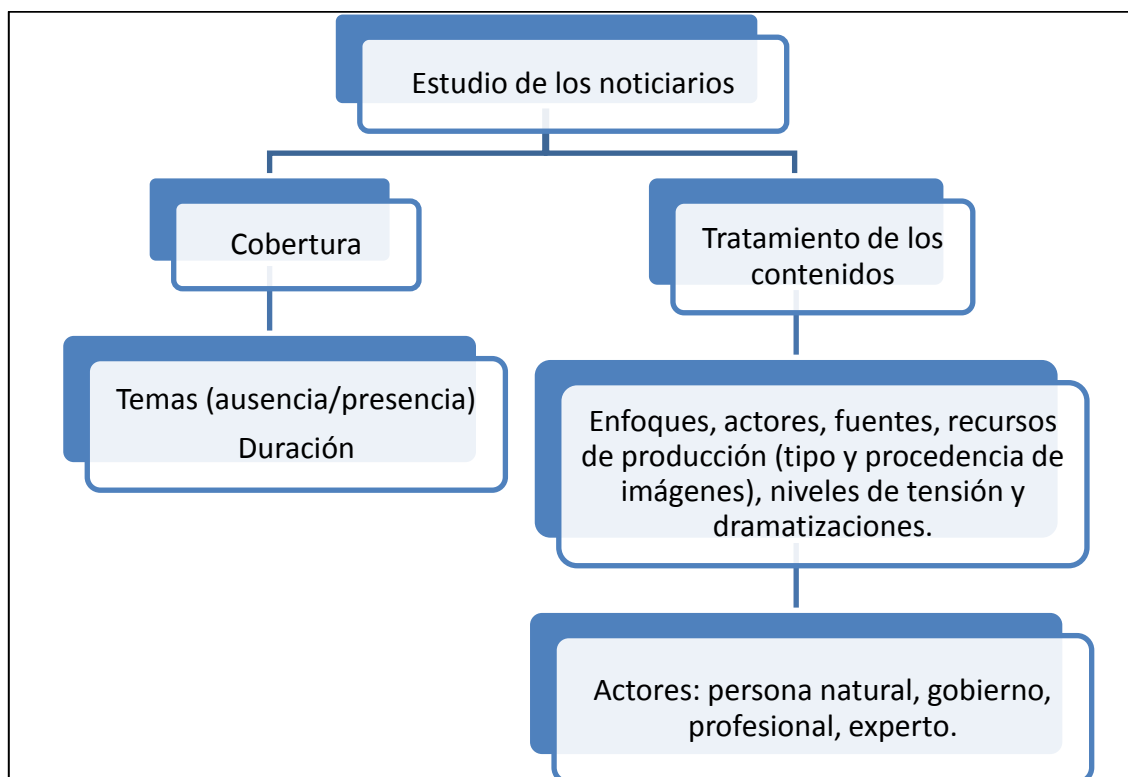 Estudio de los noticiarios
Cobertura
Tratamiento de los
contenidos
Temas (ausencia/presencia)
Duración
Enfoques, actores, fuentes, recursos
de producción (tipo y procedencia de
imágenes), niveles de tensión y
dramatizaciones.
Actores: persona natural, gobierno,
profesional, experto.